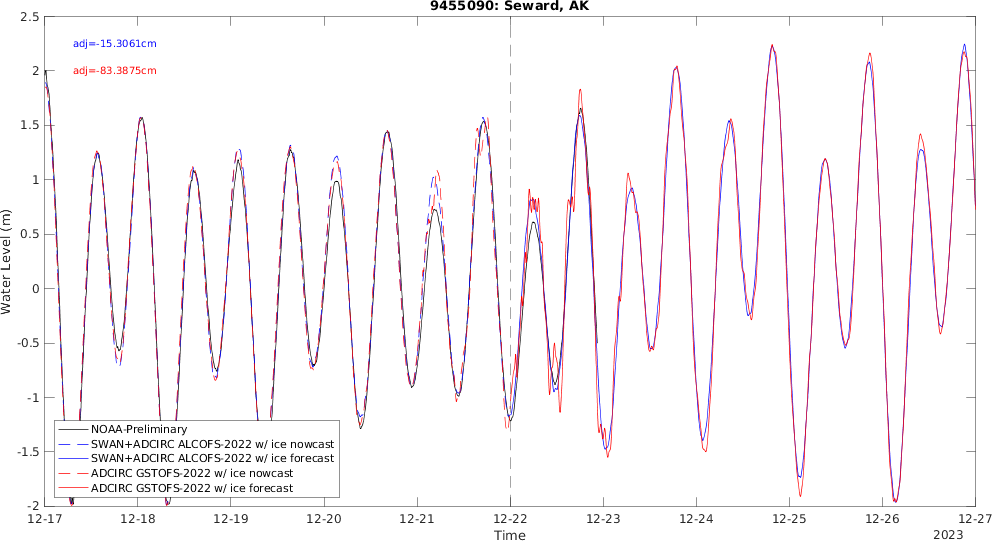 9455090: Seward, AK
adj=-15.3061cm
adj=-83.3875cm
Water Level (m)
2.5
2
1.5
1
0.5
0
-0.5
-1
-1.5
-2
NOAA-Preliminary
SWAN+ADCIRC ALCOFS-2022 w/ ice nowcast
SWAN+ADCIRC ALCOFS-2022 w/ ice forecast
ADCIRC GSTOFS-2022 w/ ice nowcast
ADCIRC GSTOFS-2022 w/ ice forecast
12-17 12-18 12-19 12-20 12-21 12-22 12-23 12-24 12-25 12-26 12-27
Time
2023